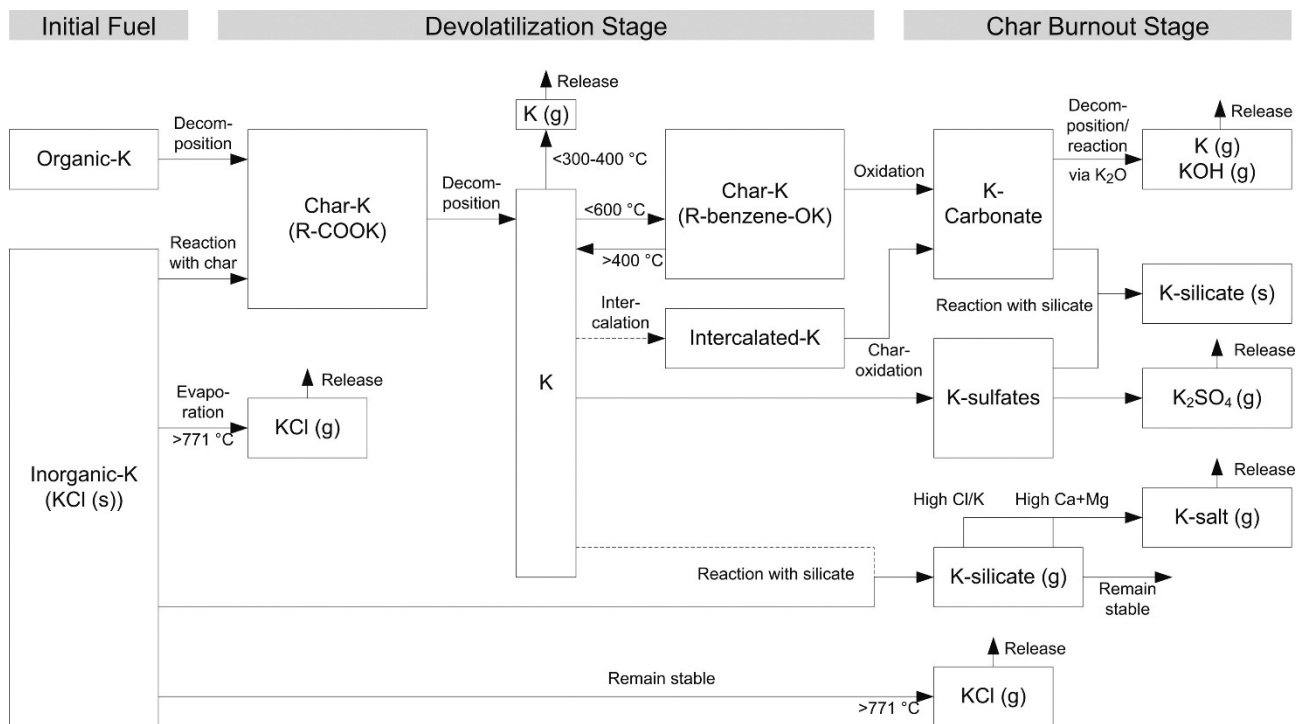 Initial Fuel
Devolatilization Stage
Char Burnout Stage
Organic-K
Decom-
position
Inorganic-K
(KCl (s))
Reaction
with char
Char-K
(R-COOK)
Evapo-
ration
>771 °C
Release
KCl (g)
Decom-
position
Release
K (g)
<300-400 °C
K
<600 °C
>400 °C
Char-K
(R-benzene-OK)
Inter-
calation
Intercalated-K
Oxidation
Char-
oxidation
K-
Carbonate
Decom-
position/
reaction
via K₂O
Release
K (g)
KOH (g)
Reaction with silicate
K-silicate (s)
K-sulfates
Release
K₂SO₄ (g)
Reaction with silicate
High Cl/K
High Ca+Mg
K-silicate (g)
Release
K-salt (g)
Remain
stable
Remain stable
>771 °C
Release
KCl (g)